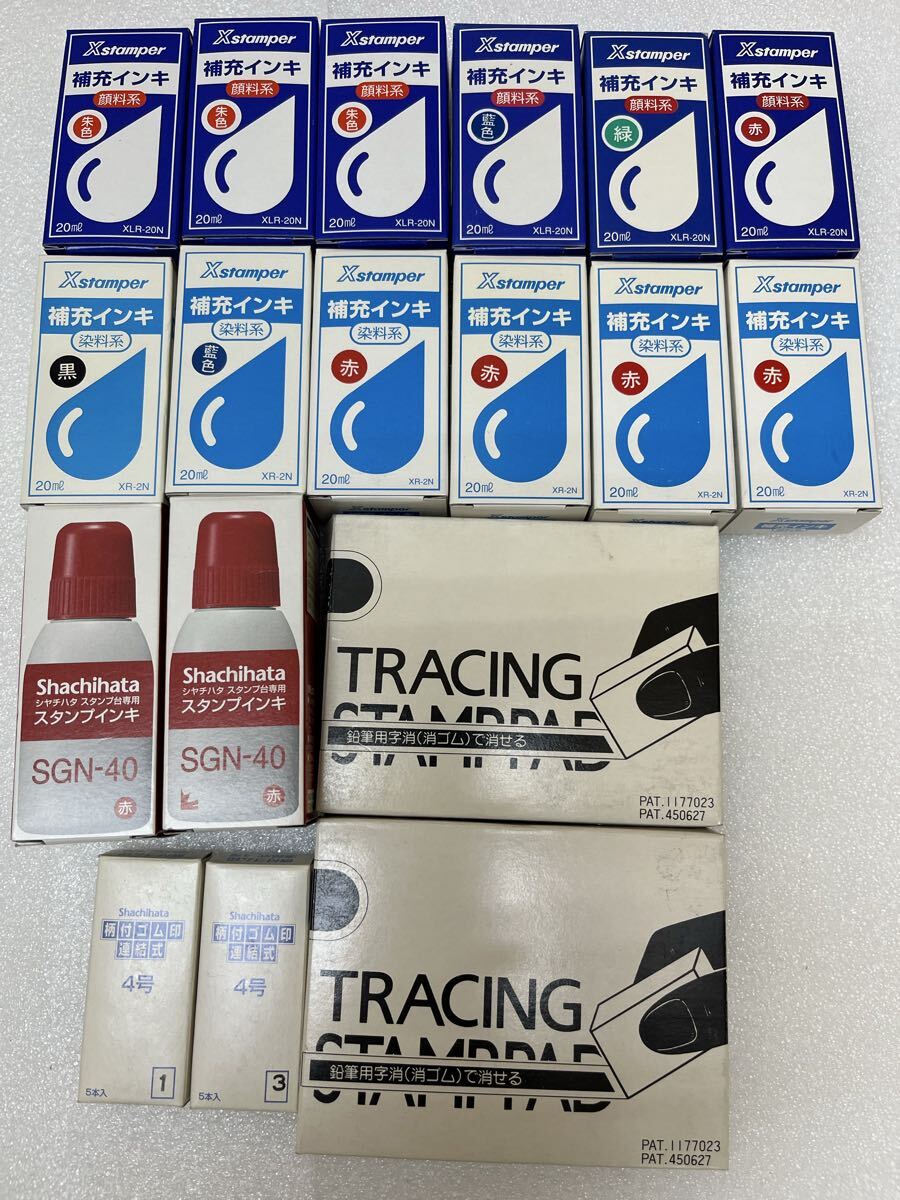 Xstamper
補充インキ
顔料系
朱色
20mℓ
XLR-20N
Xstamper
補充インキ
顔料系
朱色
20mℓ
XLR-20N
Xstamper
補充インキ
顔料系
朱色
20mℓ
XLR-20N
Xstamper
補充インキ
顔料系
藍色
20mℓ
XLR-20N
Xstamper
補充インキ
顔料系
緑
20mℓ
XLR-20N
Xstamper
補充インキ
顔料系
赤
20mℓ
XLR-20N
Xstamper
補充インキ
染料系
黒
20mℓ
XR-2N
Xstamper
補充インキ
染料系
藍色
20mℓ
XR-2N
Xstamper
補充インキ
染料系
赤
20mℓ
XR-2N
Xstamper
Xstamper
補充インキ
染料系
赤
20mℓ
XR-2N
Xstamper
補充インキ
染料系
赤
20mℓ
XR-2N
Xstamper
Xstamper
補充インキ
染料系
赤
20mℓ
XR-2N
Xstamper
補充インキ
Shachihata
シヤチハタ スタンプ台専用
スタンプインキ
SGN-40
赤
Shachihata
シヤチハタ スタンプ台専用
スタンプインキ
SGN-40
赤
TRACING
STAMP PAD
鉛筆用字消(消ゴム)で消せる
PAT.1177023
PAT.450627
Shachihata
柄付ゴム印
連結式
4号
5本入
1
Shachihata
柄付ゴム印
連結式
4号
5本入
3
TRACING
STAMP PAD
鉛筆用字消(消ゴム)で消せる
PAT.1177023
PAT.450627